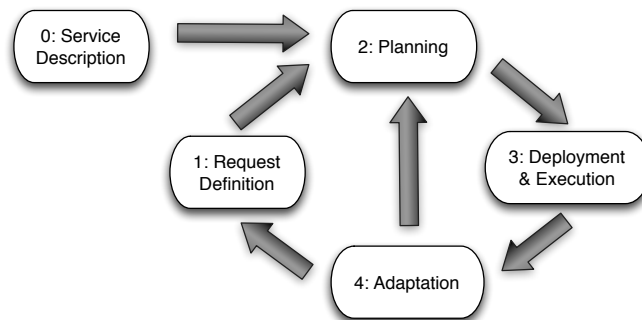 0: Service
Description
2: Planning
1: Request
Definition
3: Deployment
& Execution
4: Adaptation